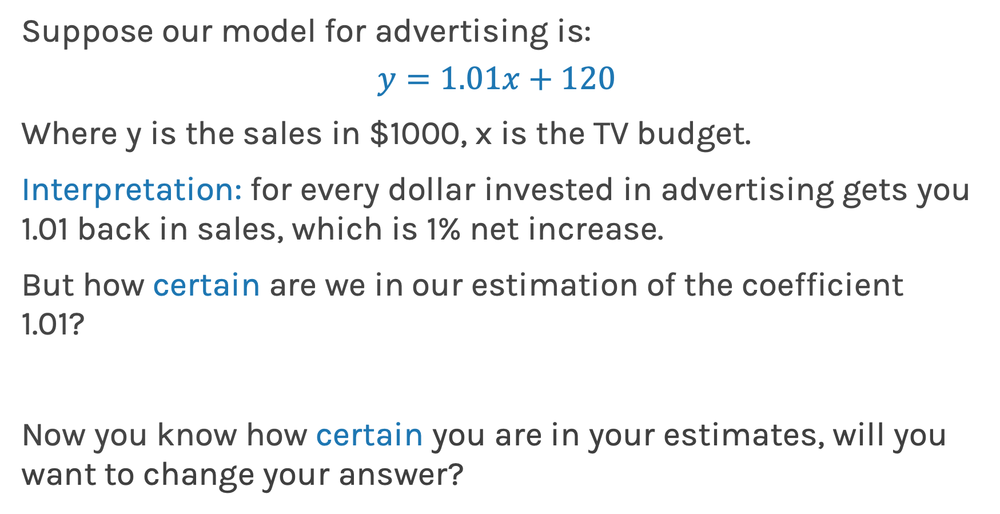 Suppose our model for advertising is:
y = 1.01x + 120
Where y is the sales in $1000, x is the TV budget.
Interpretation: for every dollar invested in advertising gets you
1.01 back in sales, which is 1% net increase.
But how certain are we in our estimation of the coefficient
1.01?
Now you know how certain you are in your estimates, will you
want to change your answer?